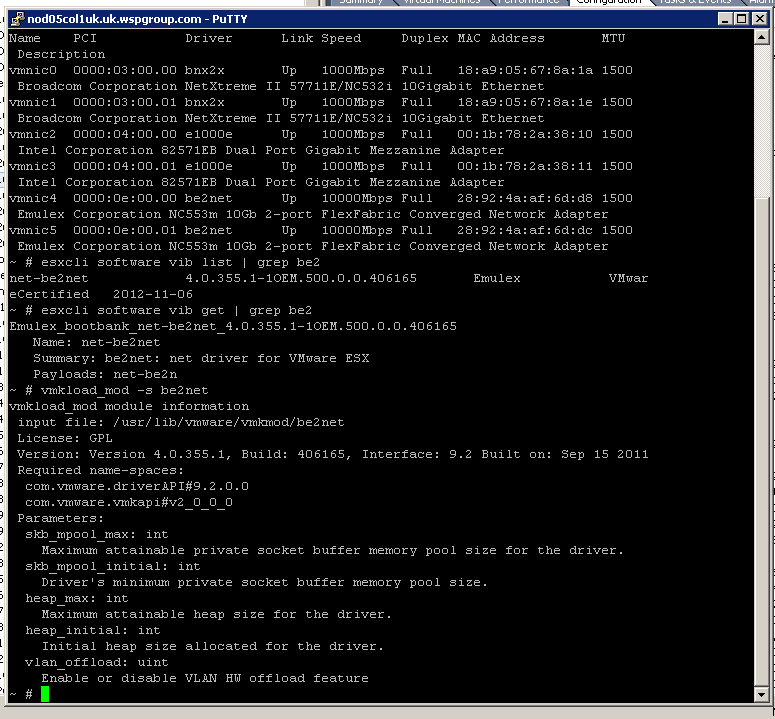 Summary Virtual Machines Performance Configuration Tasks & Events Alarm
nod05col1uk.uk.wspgroup.com - PuTTY
Name PCI Driver Link Speed Duplex MAC Address MTU
Description
vmnic0 0000:03:00.00 bnx2x Up 1000Mbps Full 18:a9:05:67:8a:1a 1500
Broadcom Corporation NetXtreme II 57711E/NC532i 10Gigabit Ethernet
vmnic1 0000:03:00.01 bnx2x Up 1000Mbps Full 18:a9:05:67:8a:1e 1500
Broadcom Corporation NetXtreme II 57711E/NC532i 10Gigabit Ethernet
vmnic2 0000:04:00.00 e1000e Up 1000Mbps Full 00:1b:78:2a:38:10 1500
Intel Corporation 82571EB Dual Port Gigabit Mezzanine Adapter
vmnic3 0000:04:00.01 e1000e Up 1000Mbps Full 00:1b:78:2a:38:11 1500
Intel Corporation 82571EB Dual Port Gigabit Mezzanine Adapter
vmnic4 0000:0e:00.00 be2net Up 1000Mbps Full 28:92:4a:af:6d:d8 1500
Emulex Corporation NC553m 10Gb 2-port FlexFabric Converged Network Adapter
vmnic5 0000:0e:00.01 be2net Up 1000Mbps Full 28:92:4a:af:6d:dc 1500
Emulex Corporation NC553m 10Gb 2-port FlexFabric Converged Network Adapter
~ # esxcli software vib list | grep be2
net-be2net 4.0.355.1-1OEM.500.0.0.406165 Emulex VMwar
eCertified 2012-11-06
~ # esxcli software vib get | grep be2
Emulex_bootbank_net-be2net_4.0.355.1-1OEM.500.0.0.406165
Name: net-be2net
Summary: be2net: net driver for VMware ESX
Payloads: net-be2n
~ # vmkload_mod -s be2net
vmkload_mod module information
input file: /usr/lib/vmware/vmkmod/be2net
License: GPL
Version: Version 4.0.355.1, Build: 406165, Interface: 9.2 Built on: Sep 15 2011
Required name-spaces:
com.vmware.driverAPI#9.2.0.0
com.vmware.vmkapi#v2_0_0_0
Parameters:
skb_mpool_max: int
Maximum attainable private socket buffer memory pool size for the driver.
skb_mpool_initial: int
Driver's minimum private socket buffer memory pool size.
heap_max: int
Maximum attainable heap size for the driver.
heap_initial: int
Initial heap size allocated for the driver.
vlan_offload: uint
Enable or disable VLAN HW offload feature
~ #